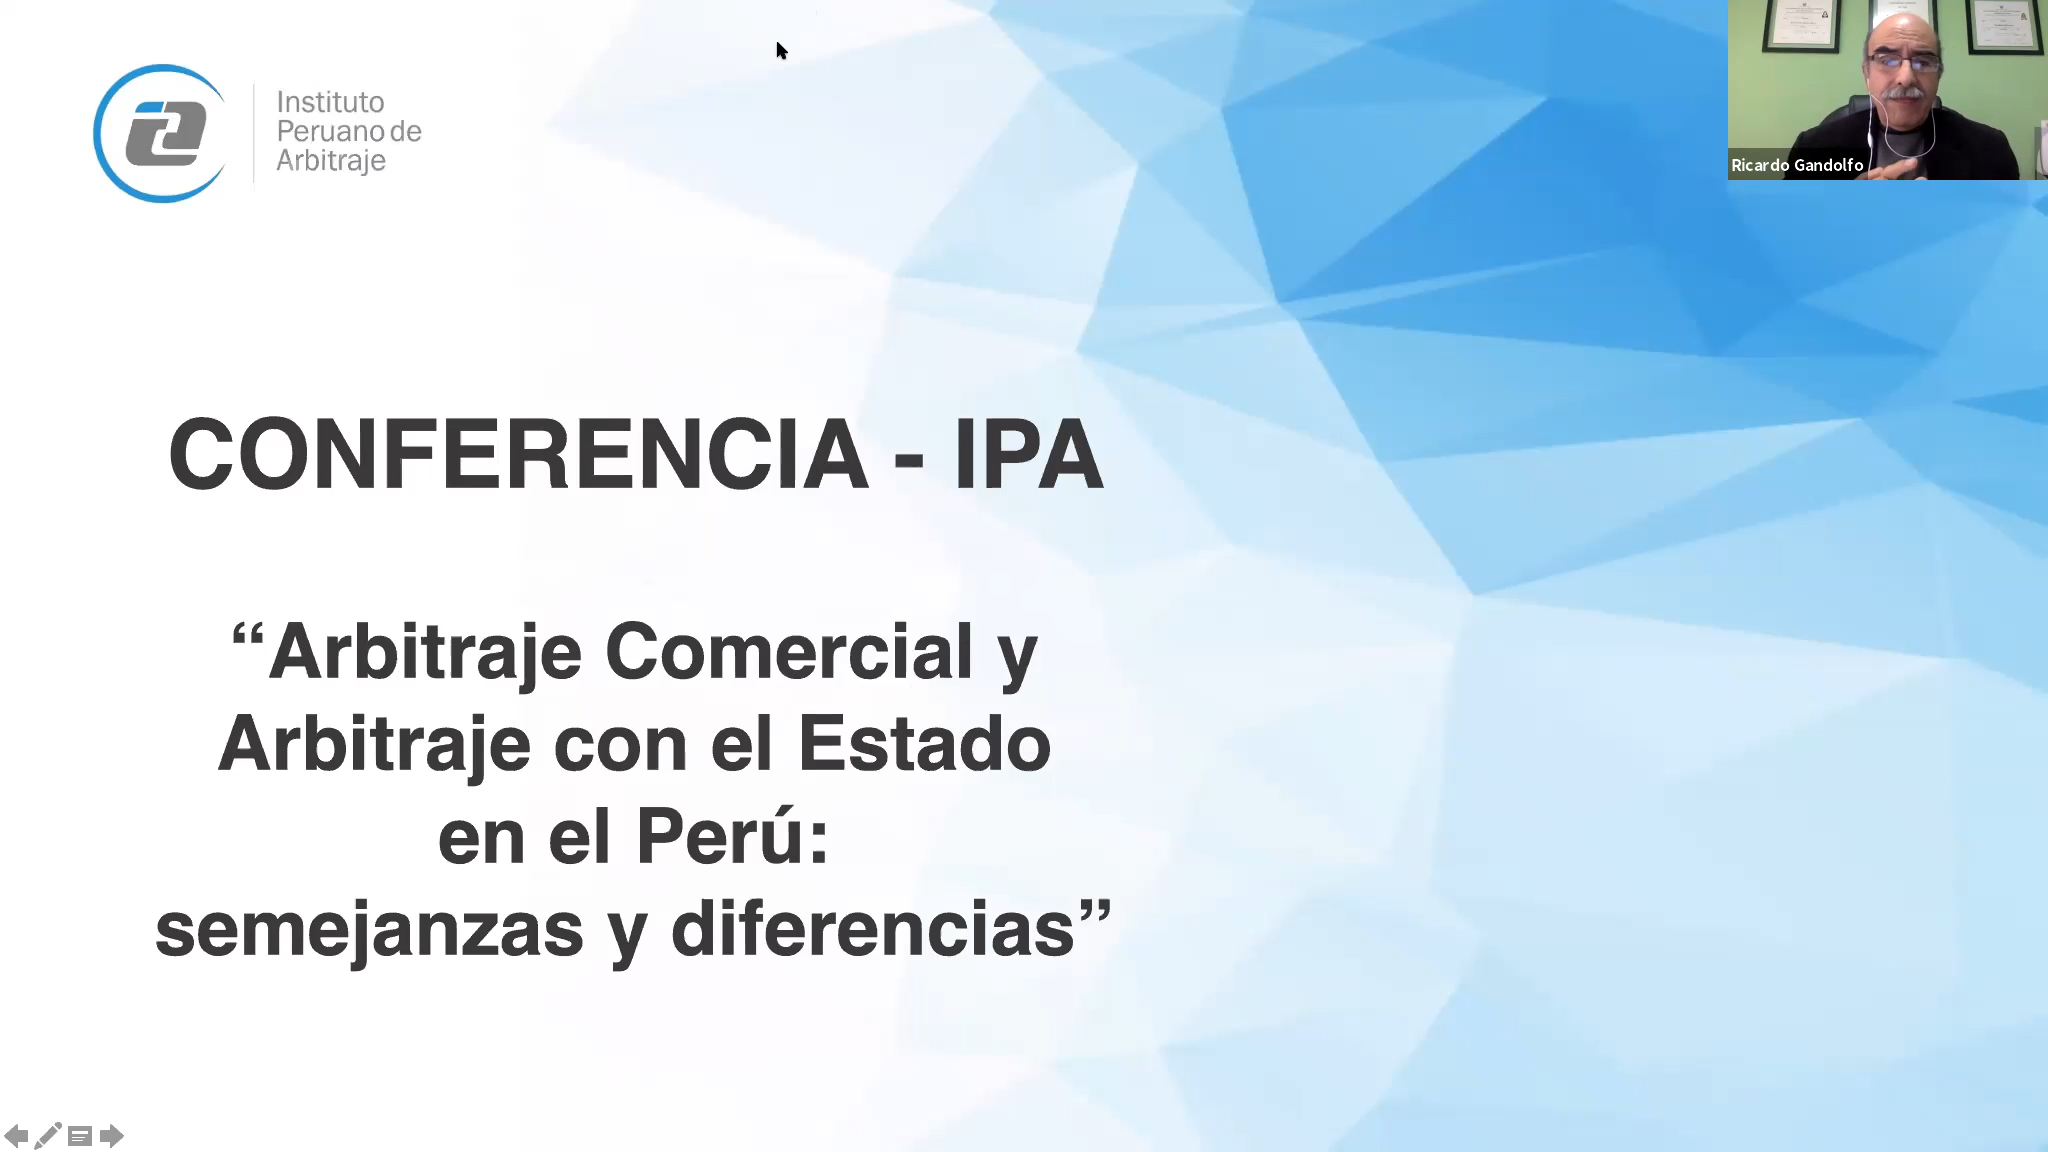 Instituto
Peruano de
Arbitraje
Ricardo Gandolfo
CONFERENCIA - IPA
“Arbitraje Comercial y
Arbitraje con el Estado
en el Perú:
semejanzas y diferencias”